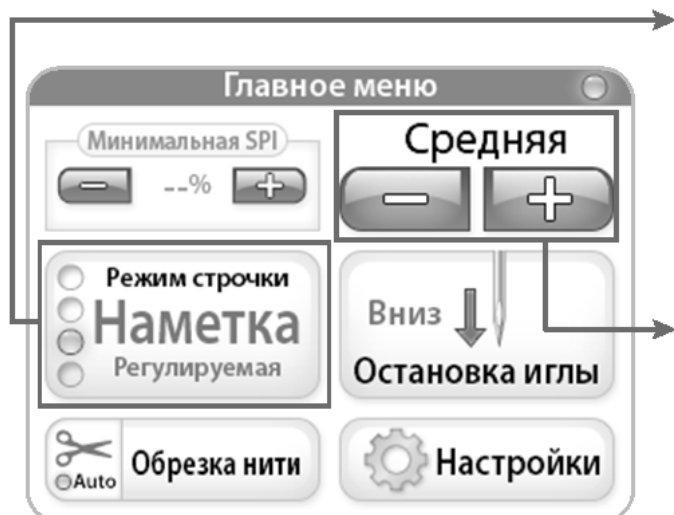 Главное меню
Минимальная SPI
--%
Средняя
Режим строчки
Наметка
Регулируемая
Вниз
Остановка иглы
Auto
Обрезка нити
Настройки